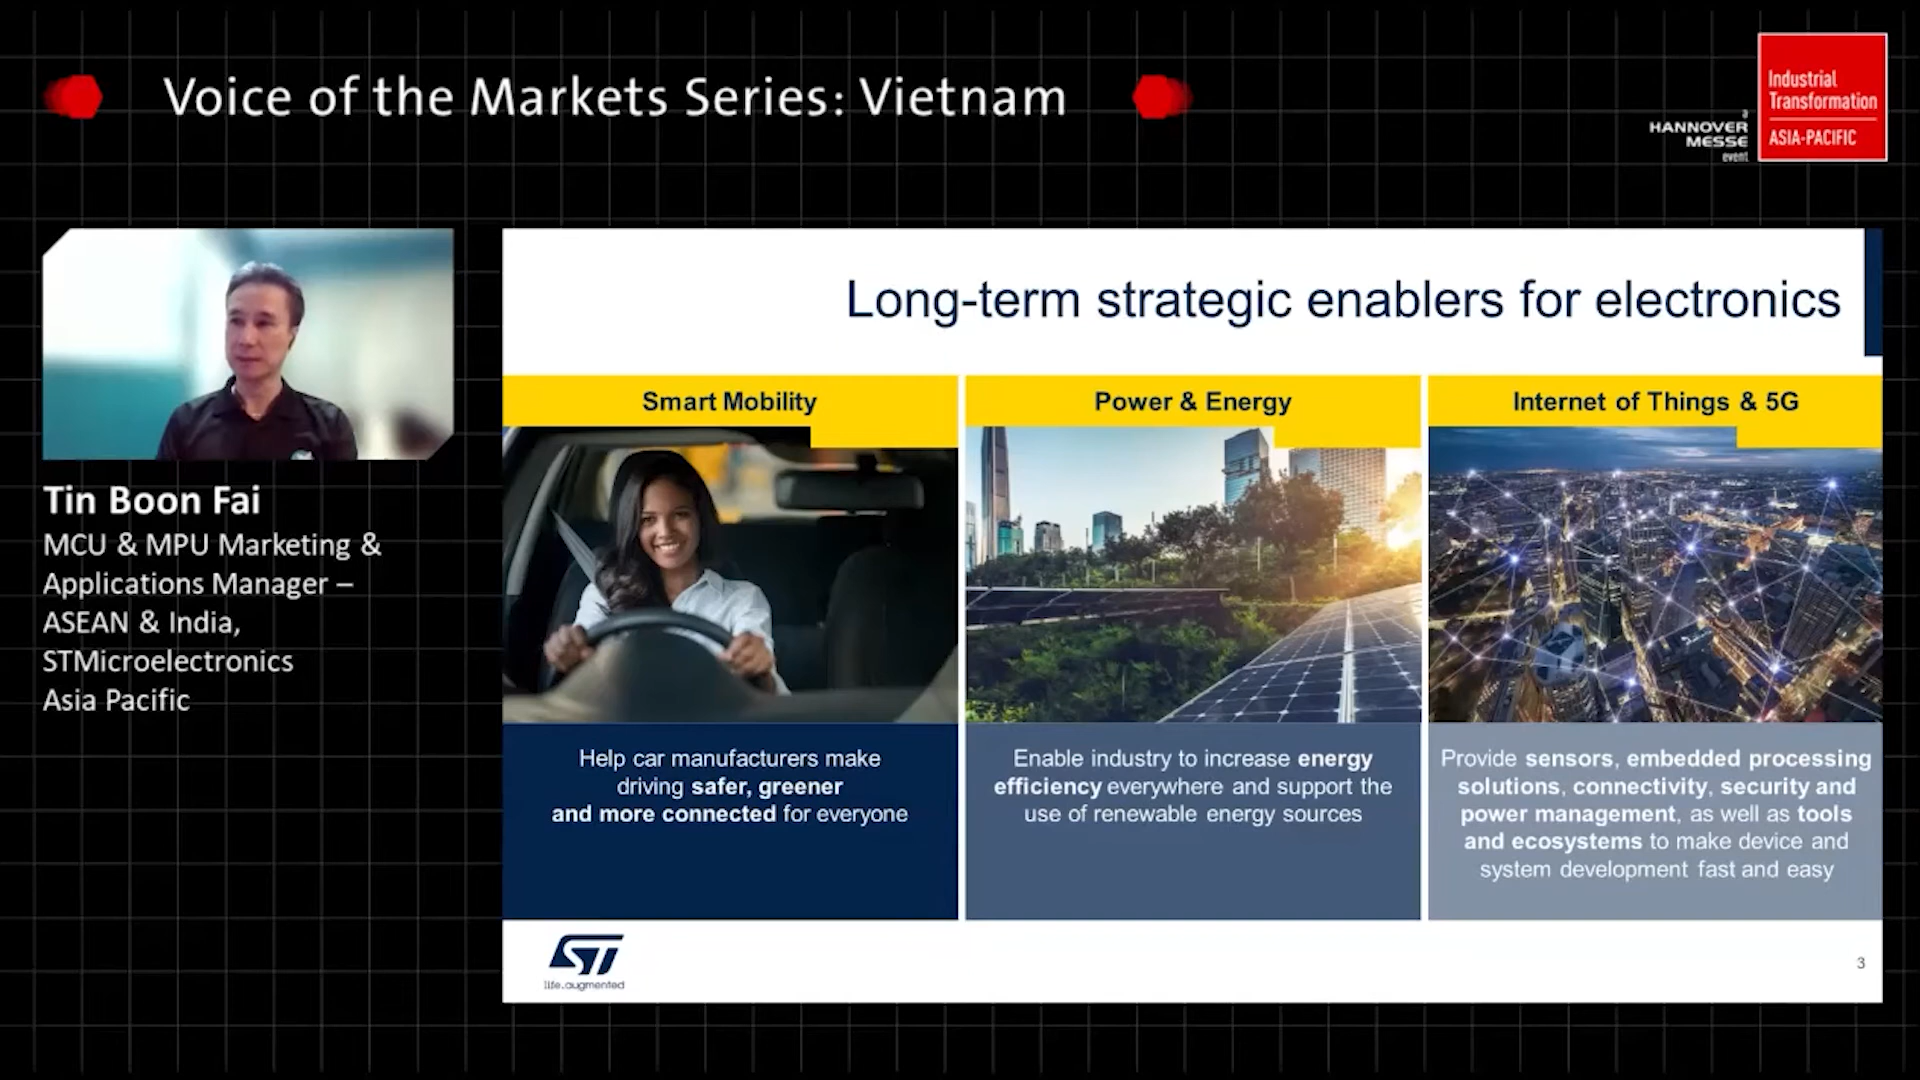 Voice of the Markets Series: Vietnam
a
HANNOVER
MESSE
event
Industrial
Transformation
ASIA-PACIFIC
Tin Boon Fai
MCU & MPU Marketing &
Applications Manager –
ASEAN & India,
STMicroelectronics
Asia Pacific
Long-term strategic enablers for electronics
Smart Mobility
Help car manufacturers make
driving safer, greener
and more connected for everyone
Power & Energy
Enable industry to increase energy
efficiency everywhere and support the
use of renewable energy sources
Internet of Things & 5G
Provide sensors, embedded processing
solutions, connectivity, security and
power management, as well as tools
and ecosystems to make device and
system development fast and easy
ST
life.augmented
3